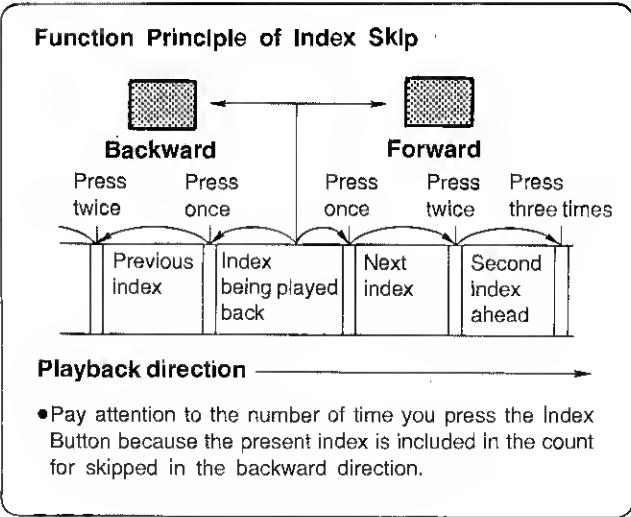 Function Principle of Index Skip
Backward Forward
Press twice Press once Press once Press twice Press three times
Previous index
Index being played back
Next index
Second index ahead
Playback direction
●Pay attention to the number of time you press the Index
Button because the present index is included in the count
for skipped in the backward direction.